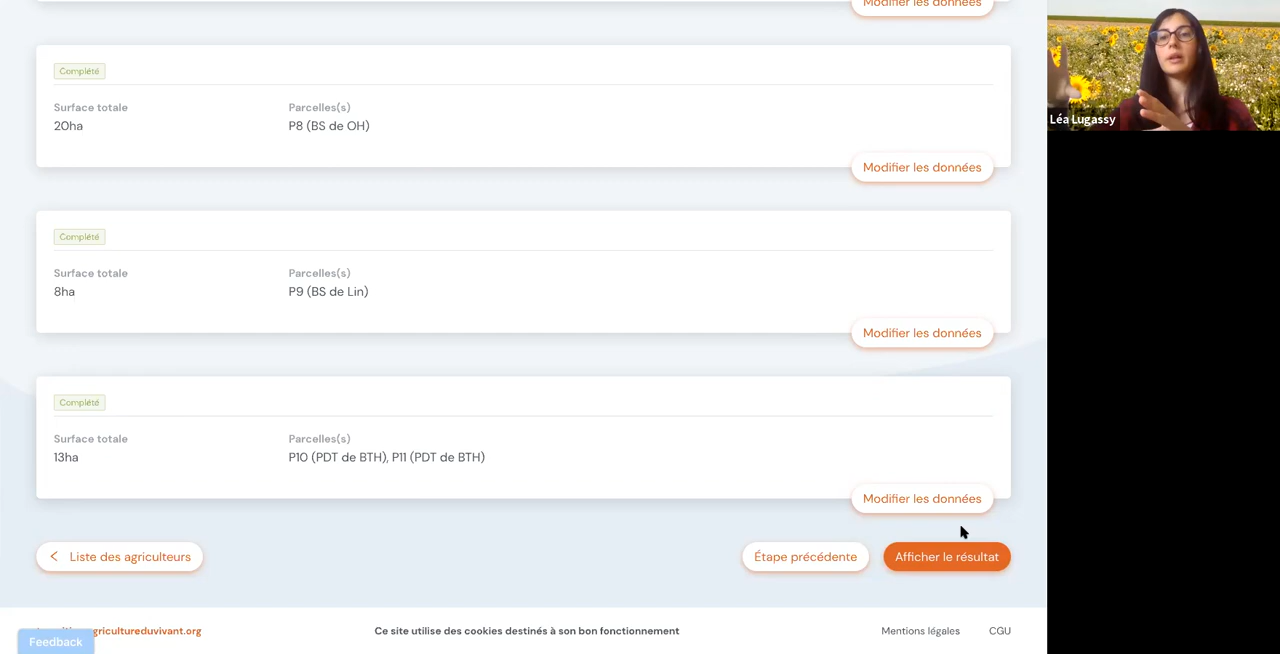 Modifier les données
Complété
Surface totale
Parcelles(s)
20ha
P8 (BS de OH)
Modifier les données
Complété
Surface totale
Parcelles(s)
8ha
P9 (BS de Lin)
Modifier les données
Complété
Surface totale
Parcelles(s)
13ha
P10 (PDT de BTH), P11 (PDT de BTH)
Modifier les données
Liste des agriculteurs
Étape précédente
Afficher le résultat
agricultureduvivant.org
Ce site utilise des cookies destinés à son bon fonctionnement
Mentions légales
CGU
Feedback
Léa Lugassy